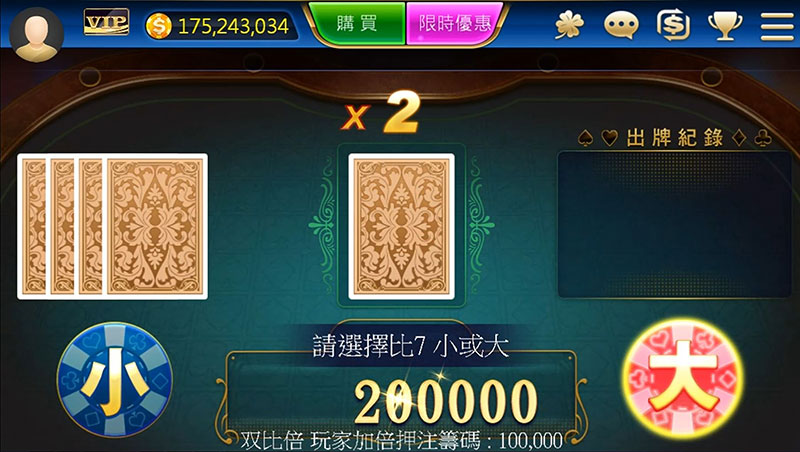 VIP
175,243,034
購買
限時優惠
x 2
出牌紀錄
請選擇比7 小或大
小
200000
大
双比倍 玩家加倍押注籌碼 : 100,000